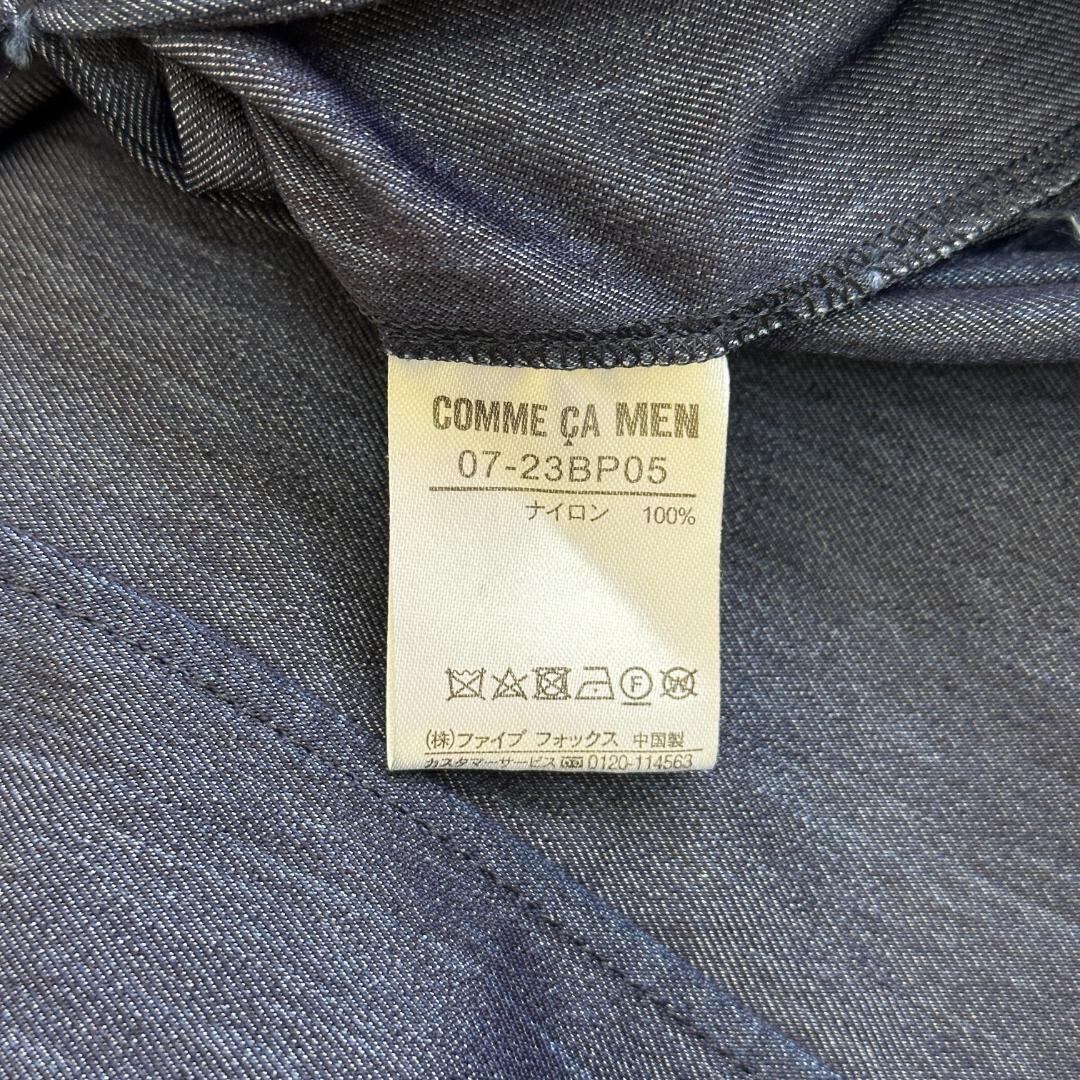 COMME ÇA MEN
07-23BP05
ナイロン 100%
F W
(株)ファイブ フォックス 中国製
カスタマーサービス 0120-114563